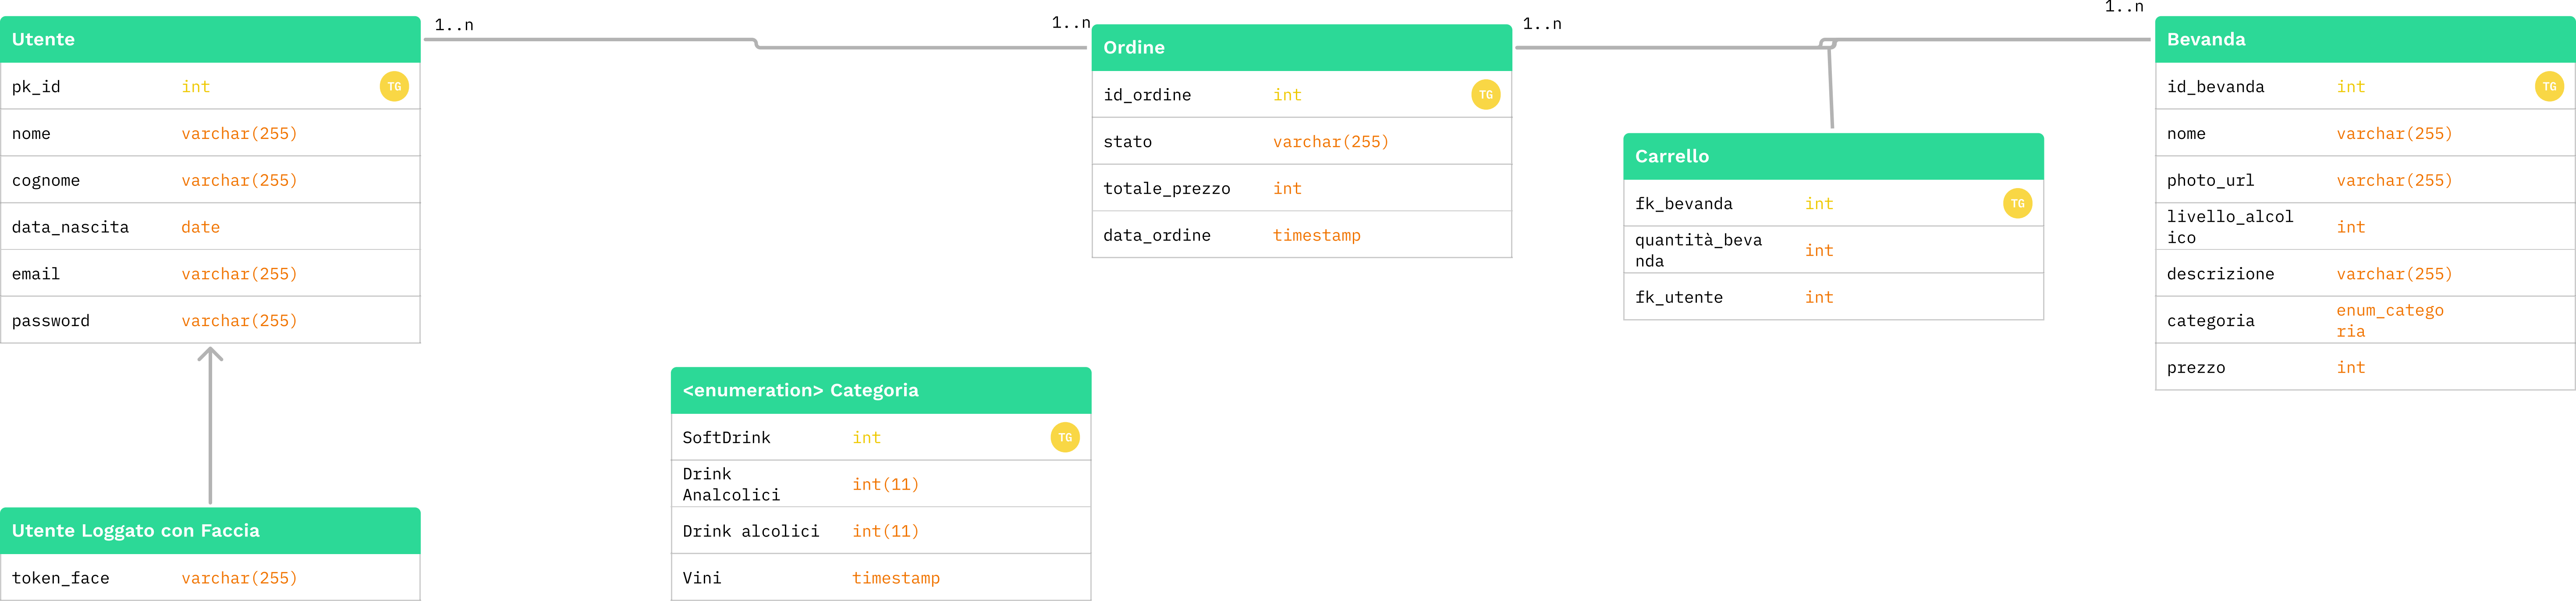 Utente
pk_id int TG
nome varchar(255)
cognome varchar(255)
data_nascita date
email varchar(255)
password varchar(255)
1..n
1..n
Ordine
id_ordine int TG
stato varchar(255)
totale_prezzo int
data_ordine timestamp
1..n
1..n
Carrello
fk_bevanda int TG
quantità_beva
nda
int
fk_utente int
Bevanda
id_bevanda int TG
nome varchar(255)
photo_url varchar(255)
livello_alcol
ico
int
descrizione varchar(255)
categoria
enum_catego
ria
prezzo int
<enumeration> Categoria
SoftDrink int TG
Drink
Analcolici
int(11)
Drink alcolici int(11)
Vini timestamp
Utente Loggato con Faccia
token_face varchar(255)